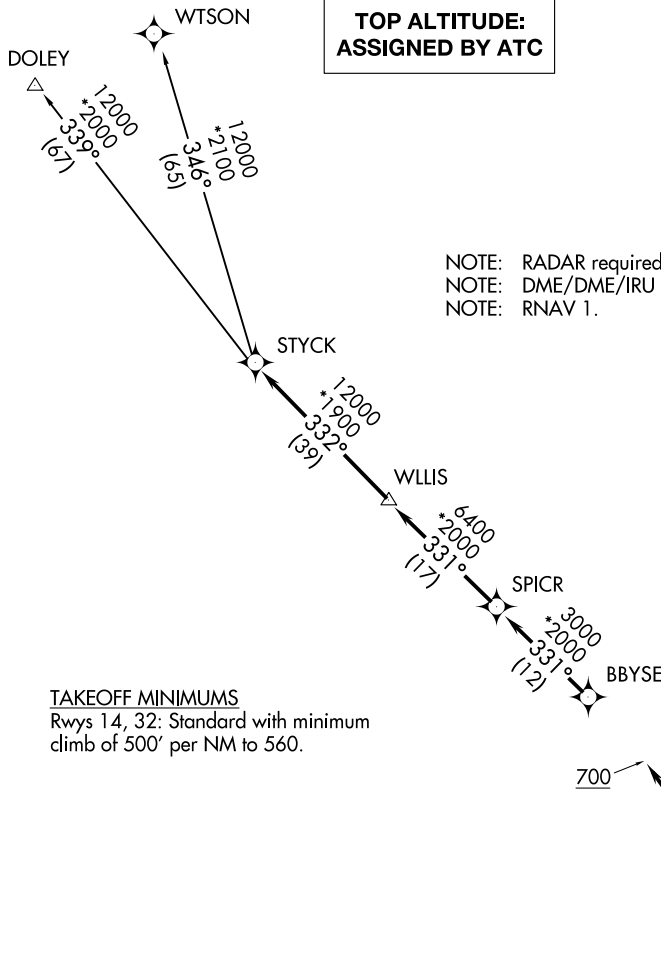 TOP ALTITUDE:
ASSIGNED BY ATC
WTSON
DOLEY
12000
*2000
339°
(67)
12000
*2100
346°
(65)
NOTE: RADAR required
NOTE: DME/DME/IRU
NOTE: RNAV 1.
STYCK
12000
*1900
332°
(39)
WLLIS
6400
*2000
331°
(17)
SPICR
3000
*2000
331°
(12)
BBYSE
TAKEOFF MINIMUMS
Rwys 14, 32: Standard with minimum
climb of 500' per NM to 560.
700